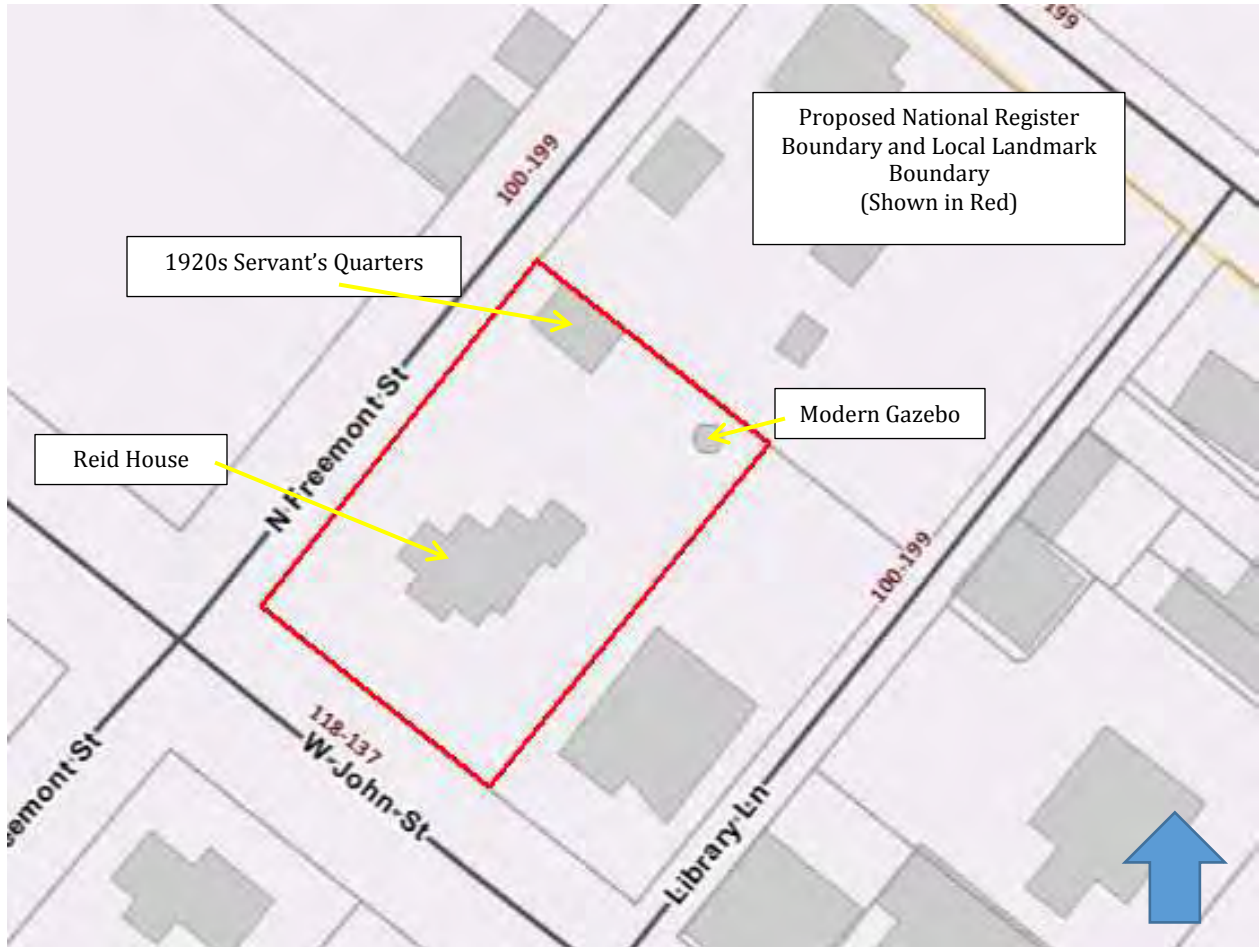 199
Proposed National Register
Boundary and Local Landmark
Boundary
(Shown in Red)
100-199
1920s Servant's Quarters
Modern Gazebo
N Freemont St
Reid House
100-199
118-137
W John St
emont St
Library Ln